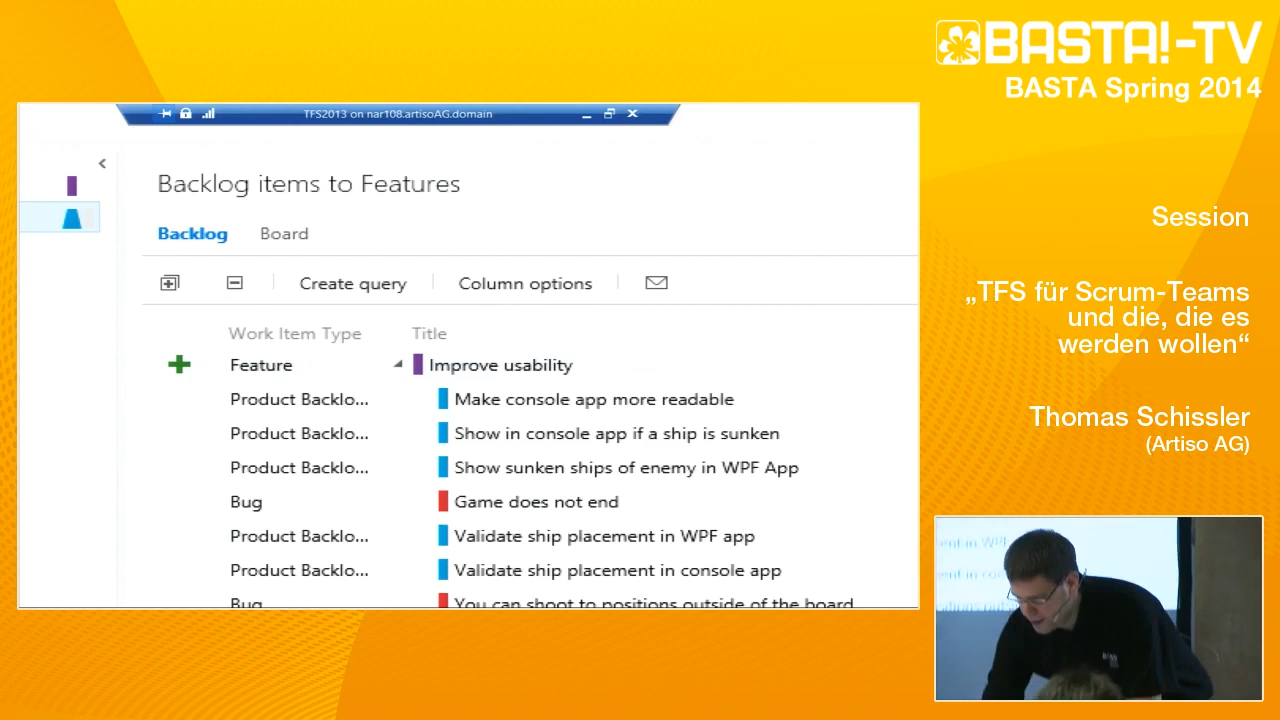 BASTA!-TV
BASTA Spring 2014
TFS2013 on nar108.artisoAG.domain
Backlog items to Features
Backlog Board
Create query Column options
Work Item Type Title
Feature Improve usability
Product Backlo... Make console app more readable
Product Backlo... Show in console app if a ship is sunken
Product Backlo... Show sunken ships of enemy in WPF App
Bug Game does not end
Product Backlo... Validate ship placement in WPF app
Product Backlo... Validate ship placement in console app
Bug You can shoot to positions outside of the board
Session
„TFS für Scrum-Teams
und die, die es
werden wollen“
Thomas Schissler
(Artiso AG)